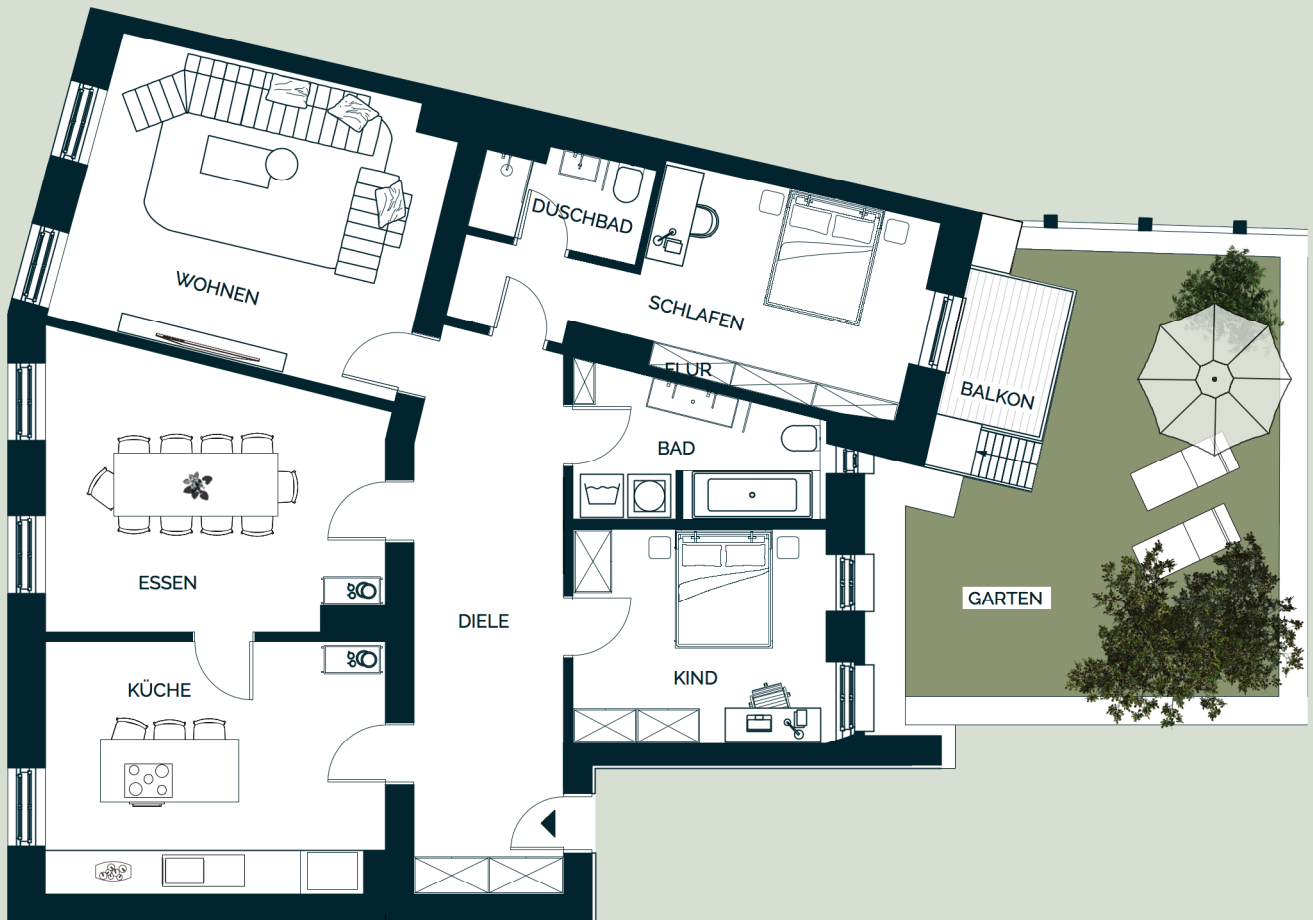 DUSCHBAD
WOHNEN
SCHLAFEN
FLUR
BALKON
BAD
ESSEN
GARTEN
DIELE
KIND
KÜCHE